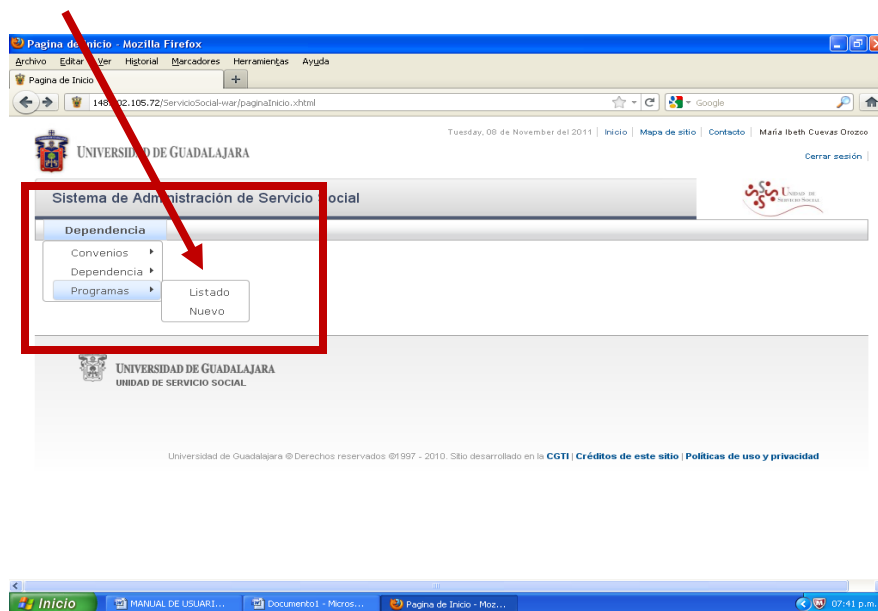 Pagina de Inicio - Mozilla Firefox
Archivo Editar Ver Historial Marcadores Herramientas Ayuda
Pagina de Inicio
105.72/ServicioSocial-war/paginaInicio.xhtml Google
Tuesday, 08 de November del 2011 | Inicio | Mapa de sitio | Contacto | María Ibeth Cuevas Orozco
UNIVERSIDAD DE GUADALAJARA
Cerrar sesión |
Sistema de Administración de Servicio Social
UNIDAD DE
SERVICIO SOCIAL
Dependencia
Convenios
Dependencia
Programas
Listado
Nuevo
UNIVERSIDAD DE GUADALAJARA
UNIDAD DE SERVICIO SOCIAL
Universidad de Guadalajara © Derechos reservados ©1997 - 2010. Sitio desarrollado en la CGTI | Créditos de este sitio | Políticas de uso y privacidad
Inicio MANUAL DE USUARI... Documento1 - Micros... Pagina de Inicio - Moz... 07:41 p.m.